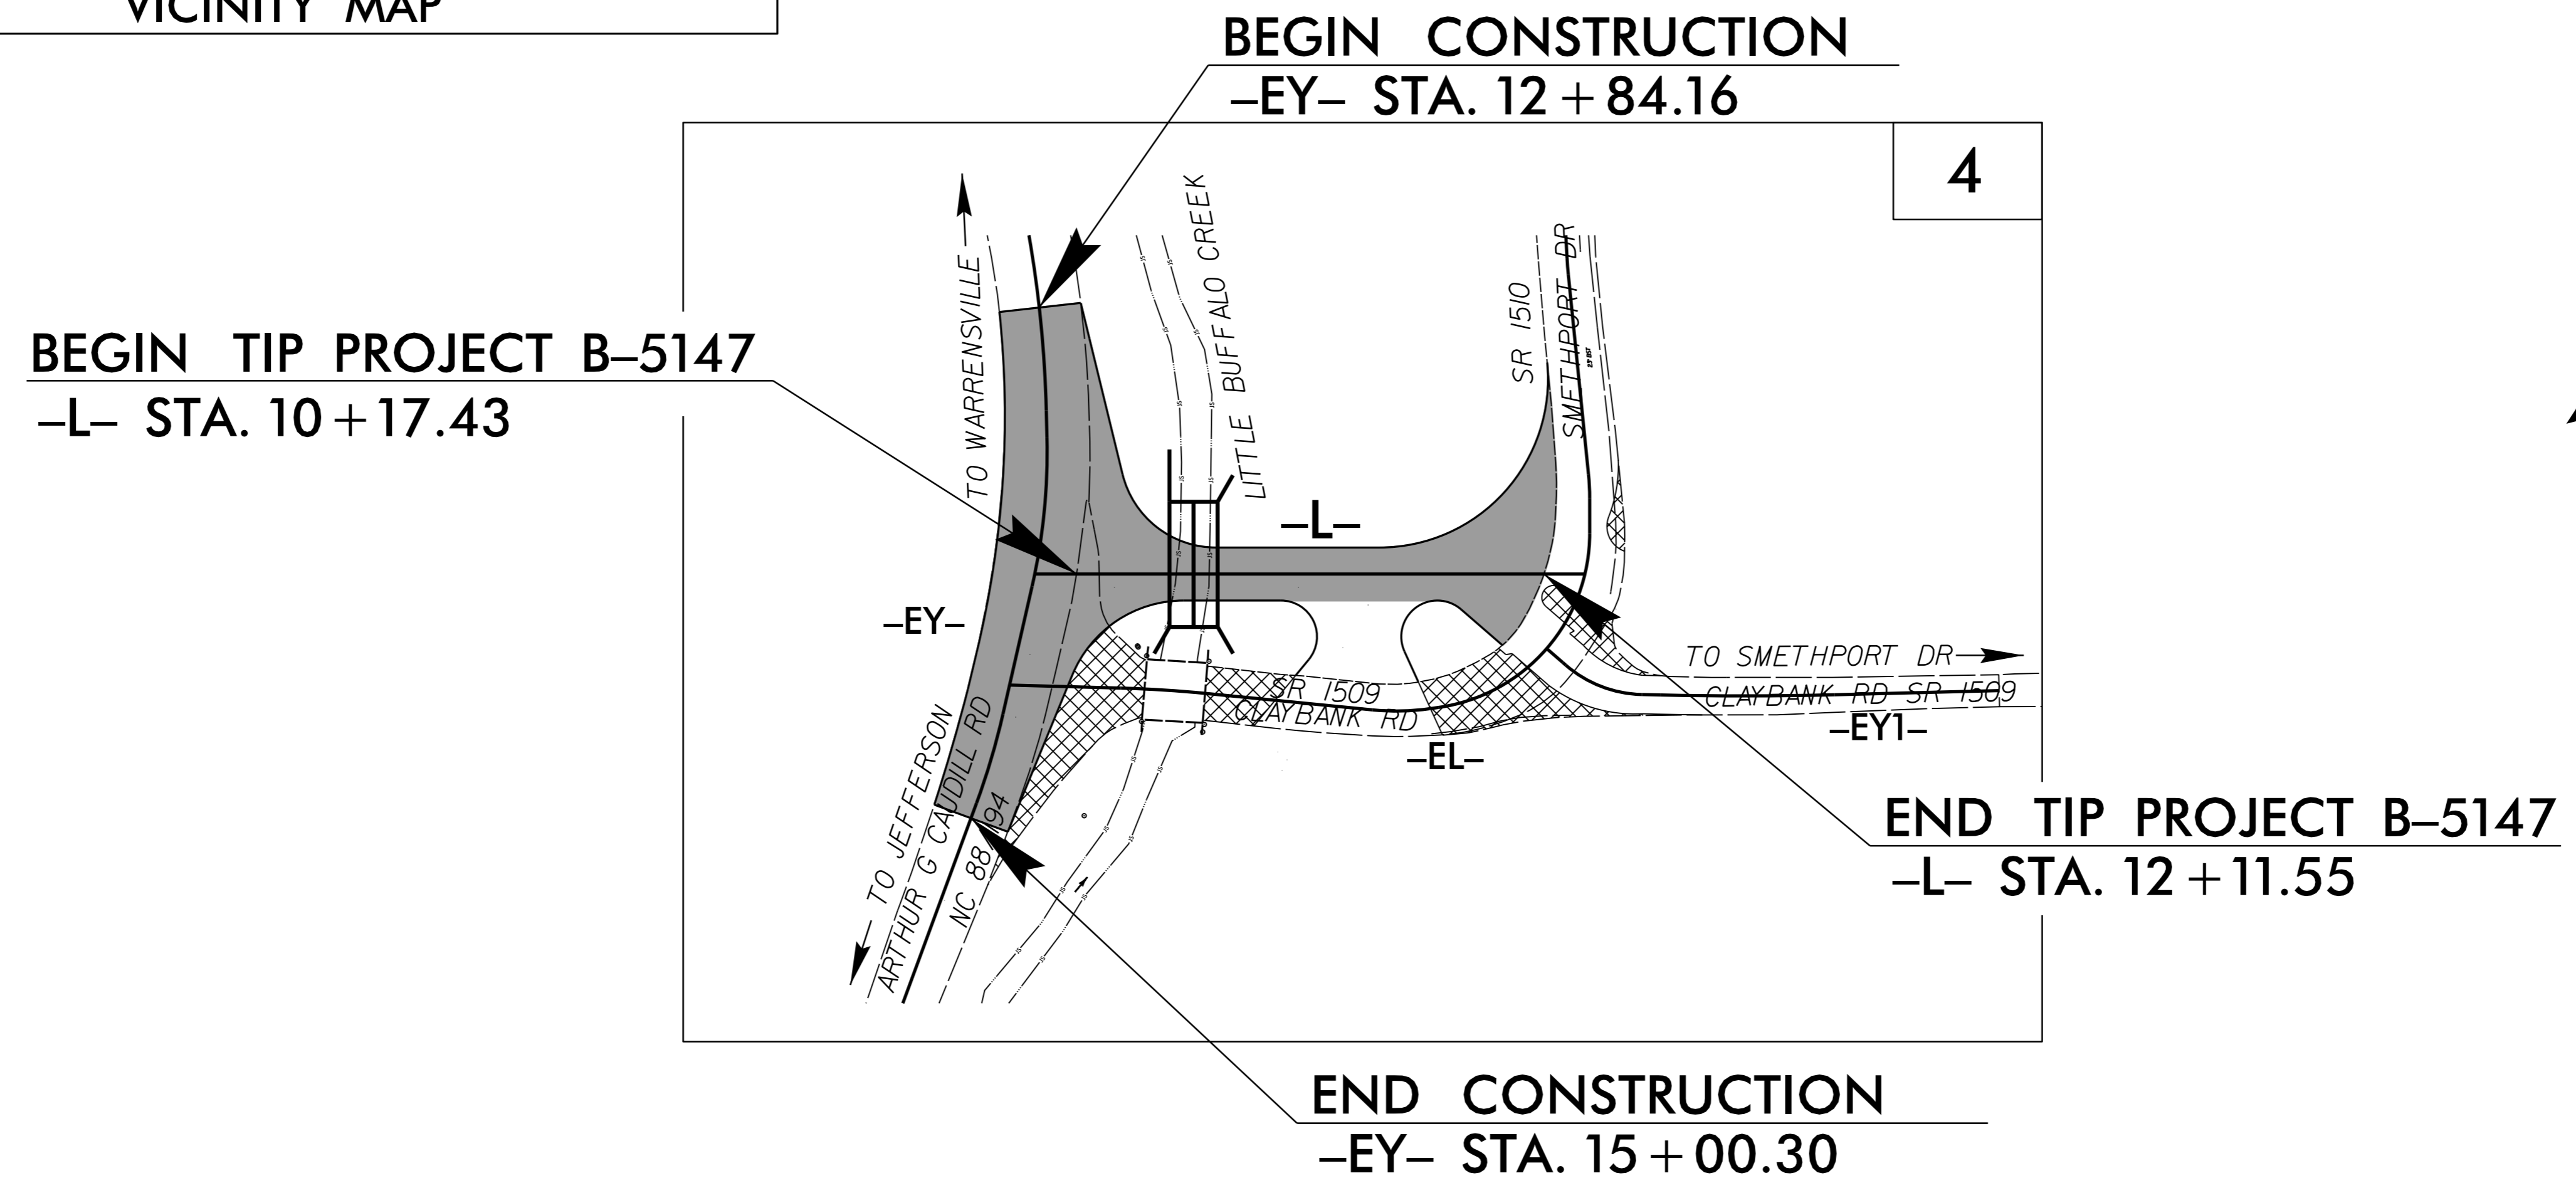 VICINITY MAP
BEGIN CONSTRUCTION
–EY– STA. 12+84.16
4
BEGIN TIP PROJECT B–5147
–L– STA. 10+17.43
TO WARRENSVILLE
LITTLE BUFFALO CREEK
SR 1510
SMETHPORT DR
–L–
–EY–
TO SMETHPORT DR
CLAYBANK RD SR 1509
–EY1–
SR 1509
CLAYBANK RD
–EL–
TO JEFFERSON
ARTHUR G CAUDILL RD
NC 88 194
END TIP PROJECT B–5147
–L– STA. 12+11.55
END CONSTRUCTION
–EY– STA. 15+00.30